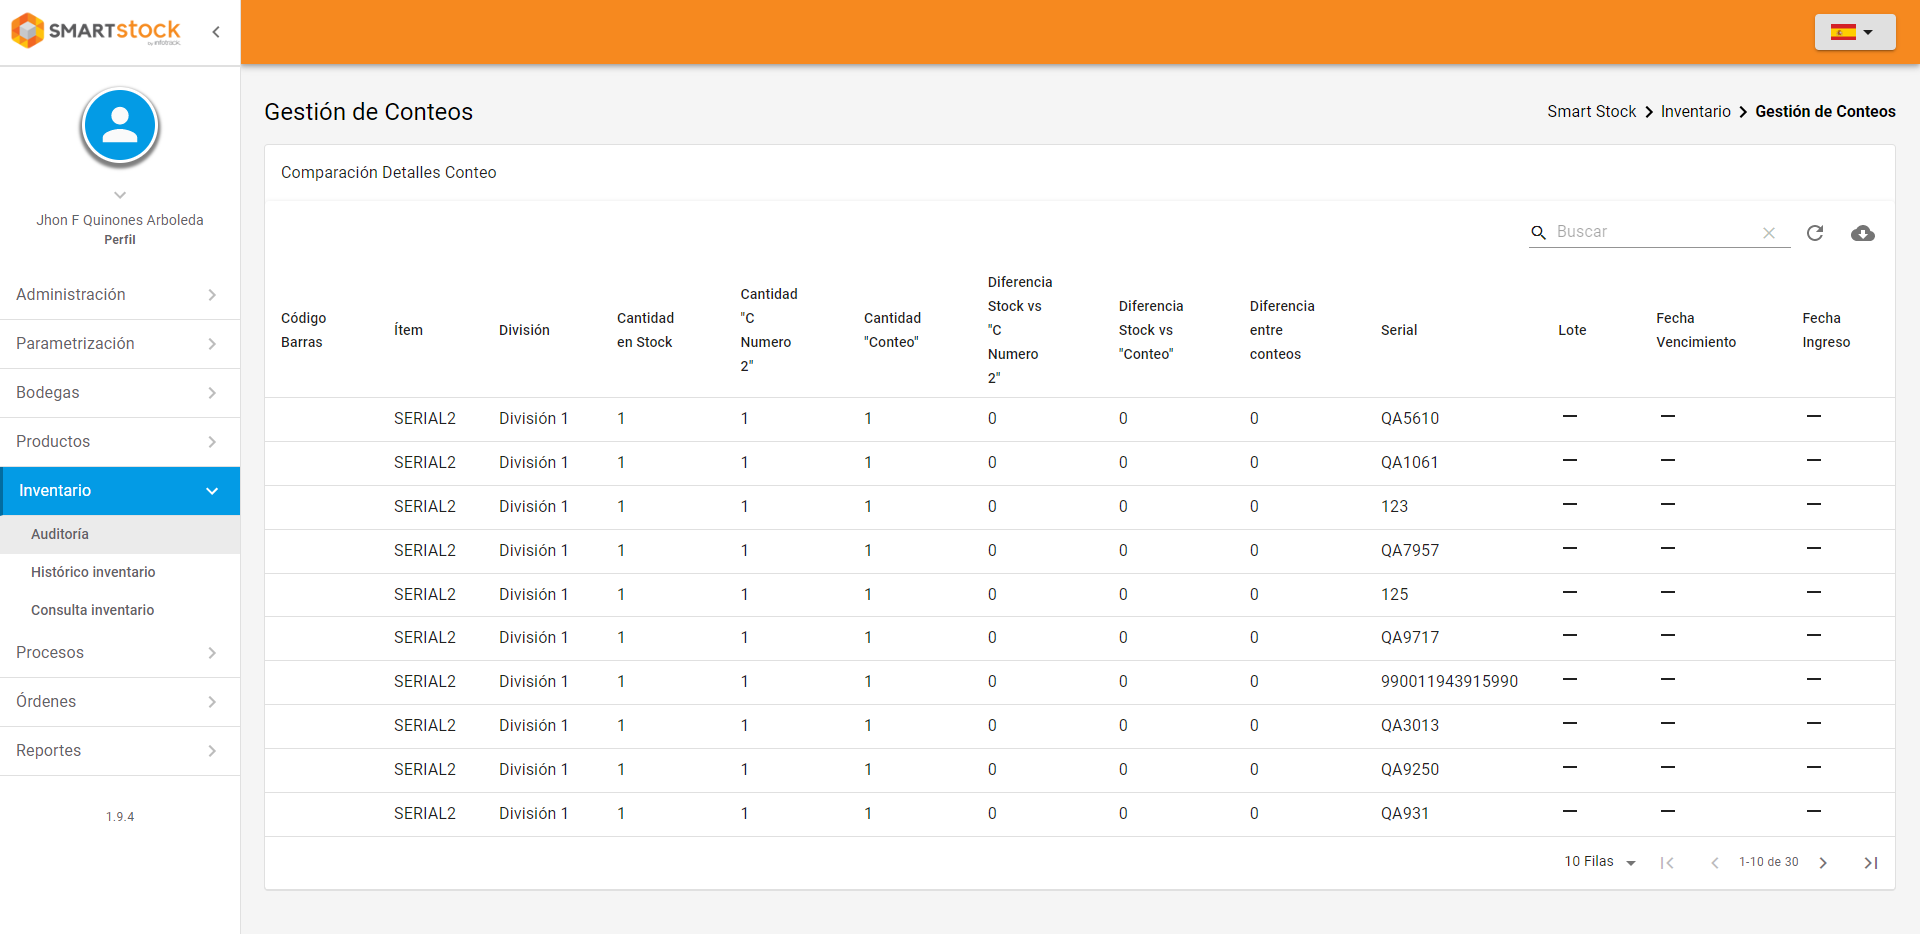 SMARTstock
by infotrack.
Jhon F Quinones Arboleda
Perfil
Administración
Parametrización
Bodegas
Productos
Inventario
Auditoría
Histórico inventario
Consulta inventario
Procesos
Órdenes
Reportes
1.9.4
Gestión de Conteos
Smart Stock Inventario Gestión de Conteos
Comparación Detalles Conteo
Buscar
Código Barras Ítem División Cantidad en Stock Cantidad "C Numero 2" Cantidad "Conteo" Diferencia Stock vs "C Numero 2" Diferencia Stock vs "Conteo" Diferencia entre conteos Serial Lote Fecha Vencimiento Fecha Ingreso
SERIAL2 División 1 1 1 1 0 0 0 QA5610 — — —
SERIAL2 División 1 1 1 1 0 0 0 QA1061 — — —
SERIAL2 División 1 1 1 1 0 0 0 123 — — —
SERIAL2 División 1 1 1 1 0 0 0 QA7957 — — —
SERIAL2 División 1 1 1 1 0 0 0 125 — — —
SERIAL2 División 1 1 1 1 0 0 0 QA9717 — — —
SERIAL2 División 1 1 1 1 0 0 0 990011943915990 — — —
SERIAL2 División 1 1 1 1 0 0 0 QA3013 — — —
SERIAL2 División 1 1 1 1 0 0 0 QA9250 — — —
SERIAL2 División 1 1 1 1 0 0 0 QA931 — — —
10 Filas 1-10 de 30